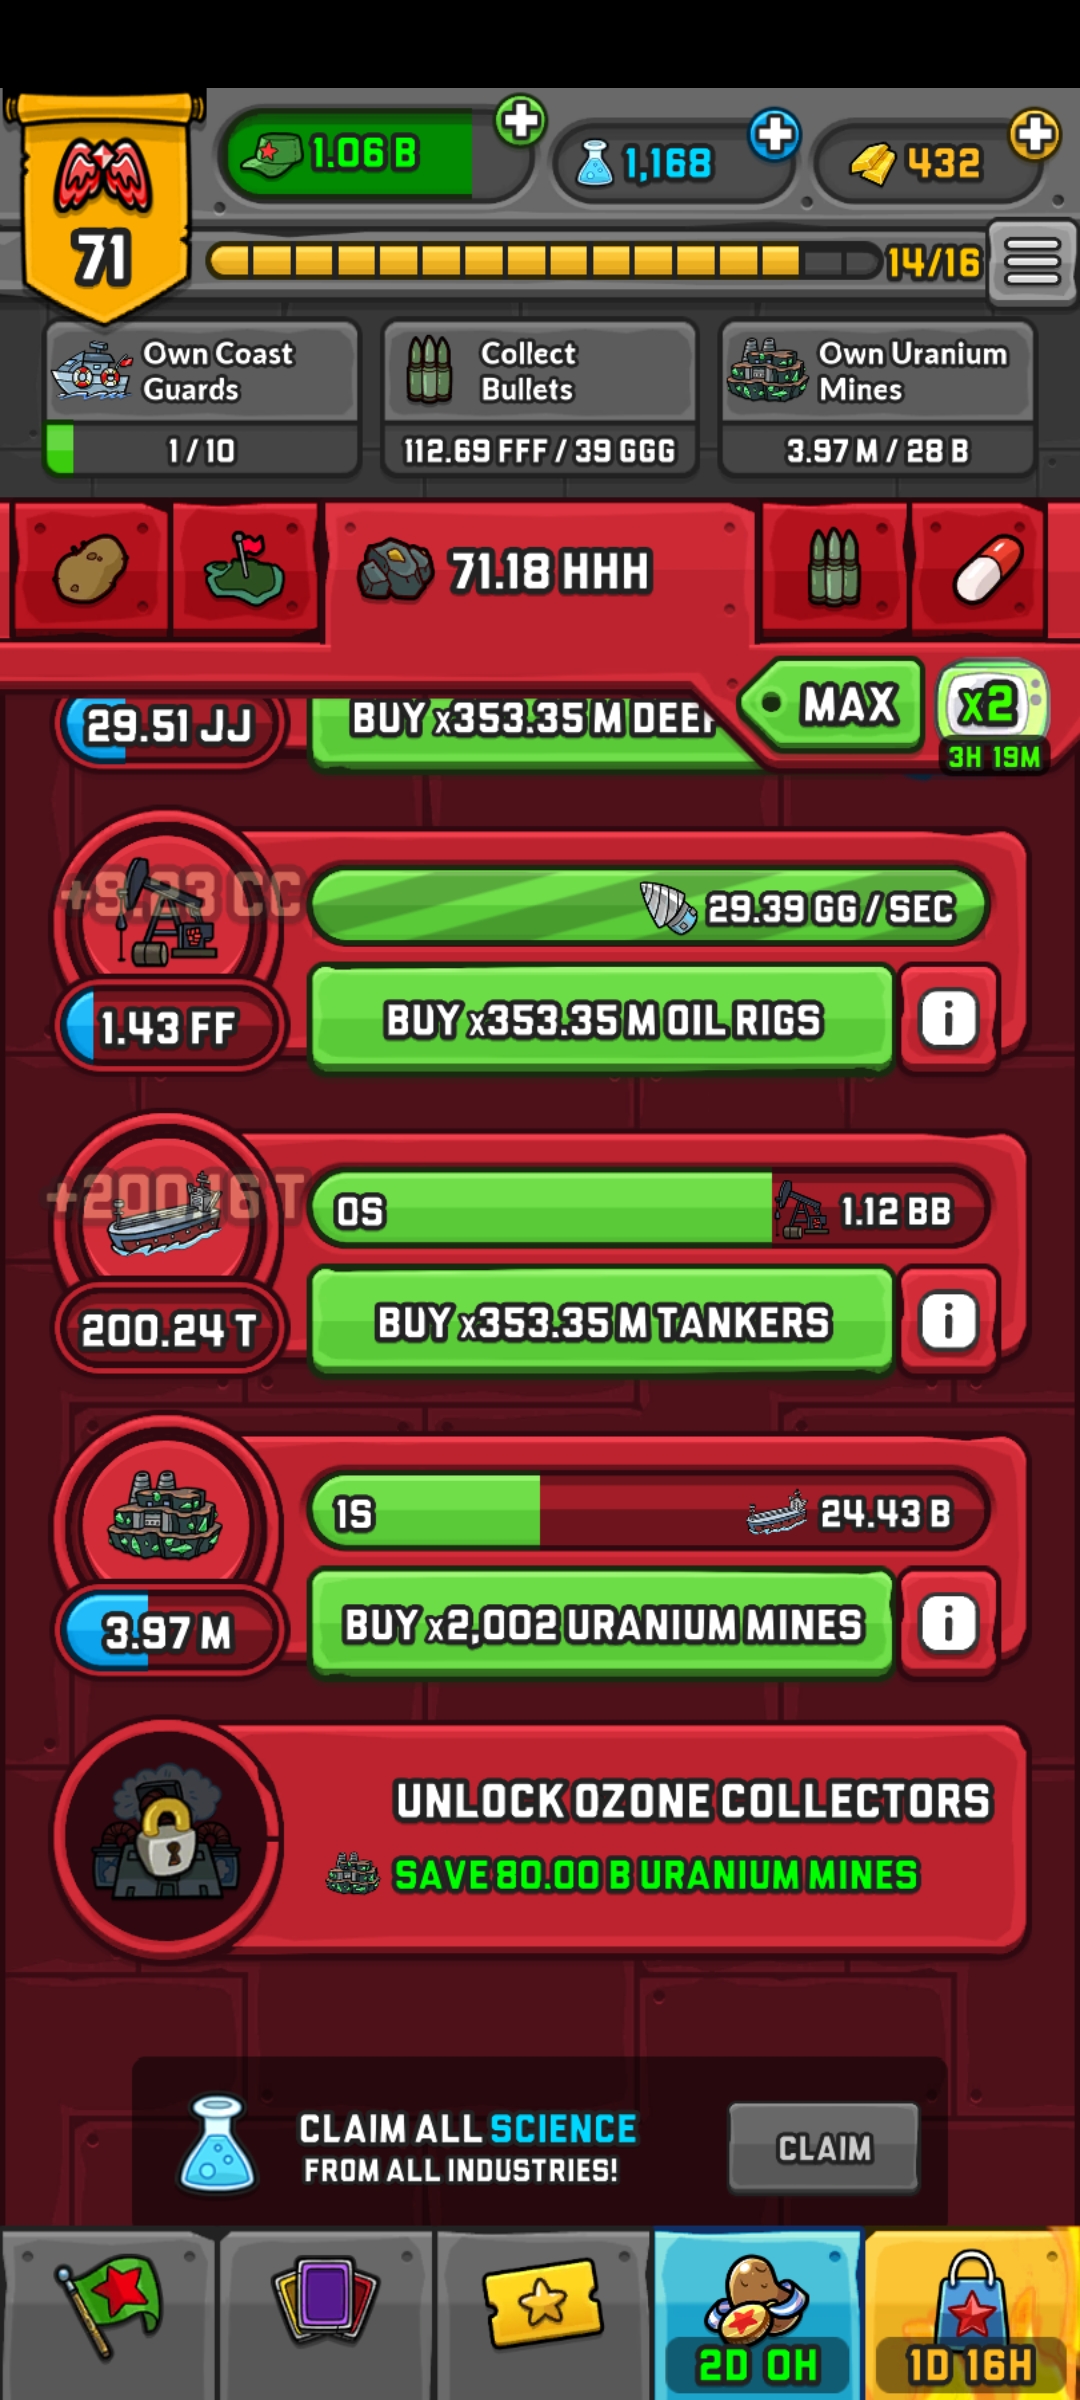 71
1.06 B
1,168
432
14/16
Own Coast
Guards
1 / 10
Collect
Bullets
112.69 FFF / 39 GGG
Own Uranium
Mines
3.97 M / 28 B
71.18 HHH
MAX
x2
3H 19M
29.51 JJ
BUY x353.35 M DEEP
+9.23 CC
29.39 GG / SEC
1.43 FF
BUY x353.35 M OIL RIGS
i
+200.16 T
0S
1.12 BB
200.24 T
BUY x353.35 M TANKERS
i
1S
24.43 B
3.97 M
BUY x2,002 URANIUM MINES
i
UNLOCK OZONE COLLECTORS
SAVE 80.00 B URANIUM MINES
CLAIM ALL SCIENCE
FROM ALL INDUSTRIES!
CLAIM
2D 0H
1D 16H